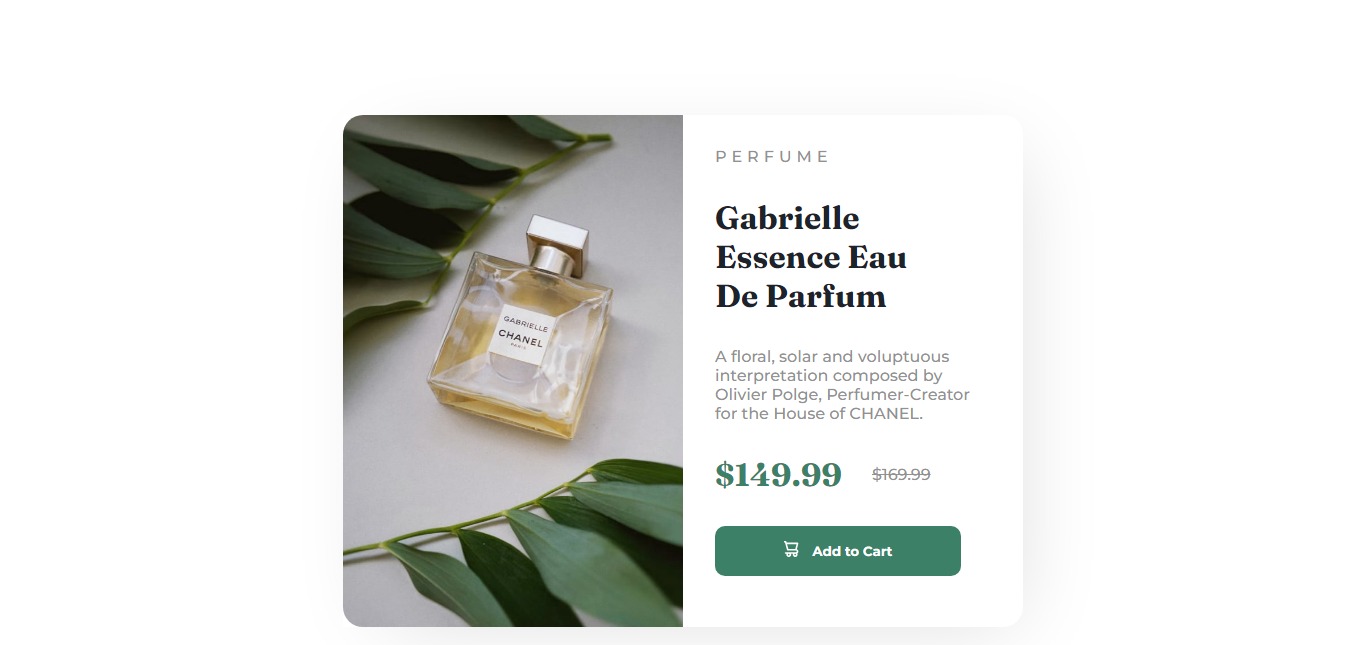 GABRIELLE
CHANEL
PARIS
PERFUME
Gabrielle
Essence Eau
De Parfum
A floral, solar and voluptuous
interpretation composed by
Olivier Polge, Perfumer-Creator
for the House of CHANEL.
$149.99 $169.99
Add to Cart